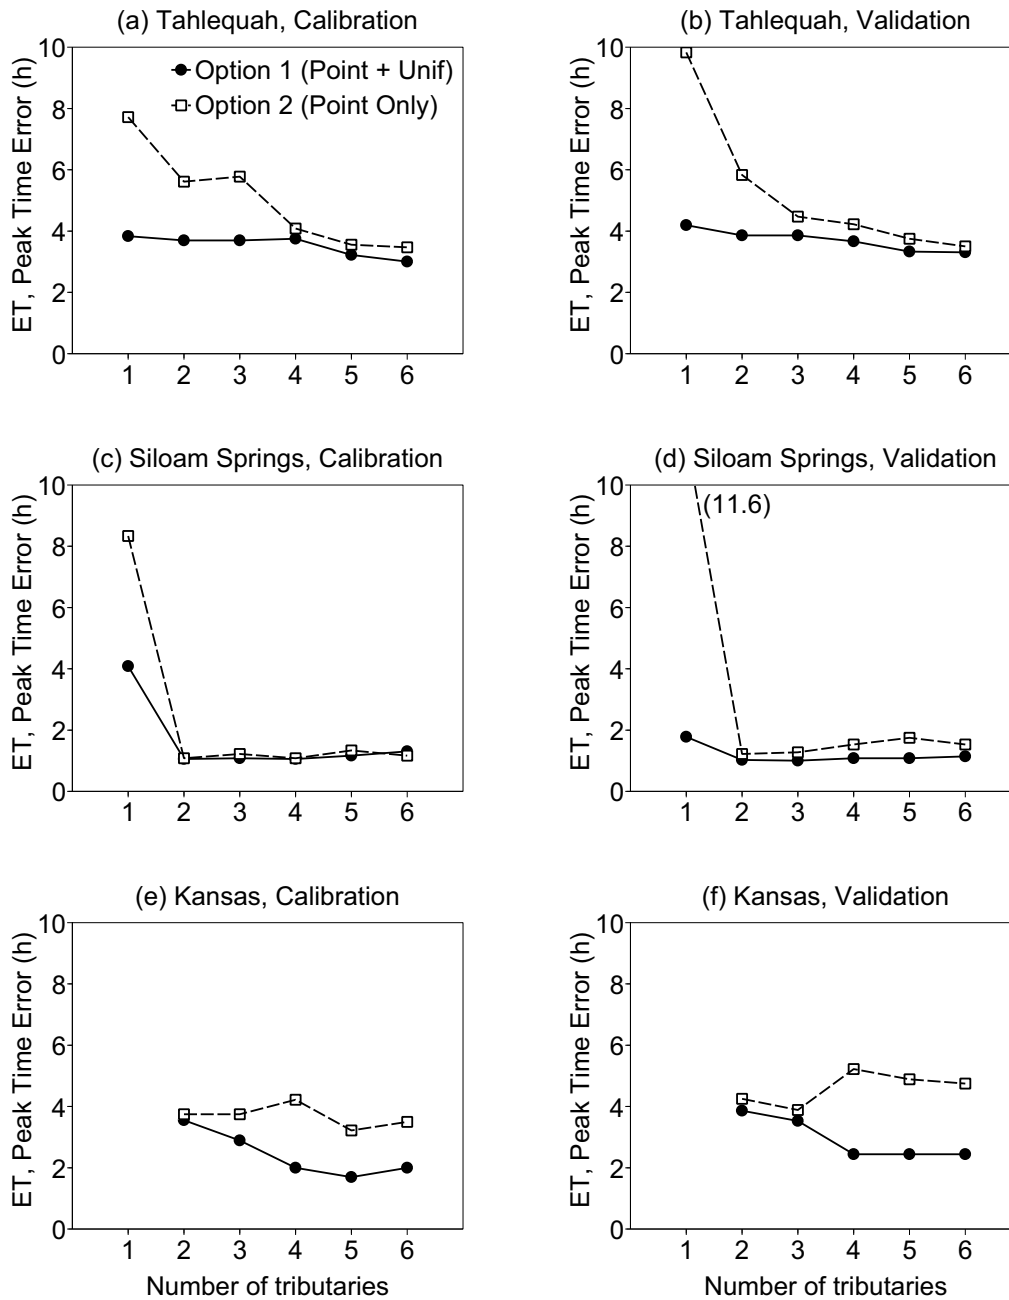 (a) Tahlequah, Calibration
ET, Peak Time Error (h)
10
8
6
4
2
0
Option 1 (Point + Unif)
Option 2 (Point Only)
1 2 3 4 5 6
(b) Tahlequah, Validation
ET, Peak Time Error (h)
10
8
6
4
2
0
1 2 3 4 5 6
(c) Siloam Springs, Calibration
ET, Peak Time Error (h)
10
8
6
4
2
0
1 2 3 4 5 6
(d) Siloam Springs, Validation
ET, Peak Time Error (h)
10
8
6
4
2
0
(11.6)
1 2 3 4 5 6
(e) Kansas, Calibration
ET, Peak Time Error (h)
10
8
6
4
2
0
1 2 3 4 5 6
Number of tributaries
(f) Kansas, Validation
ET, Peak Time Error (h)
10
8
6
4
2
0
1 2 3 4 5 6
Number of tributaries